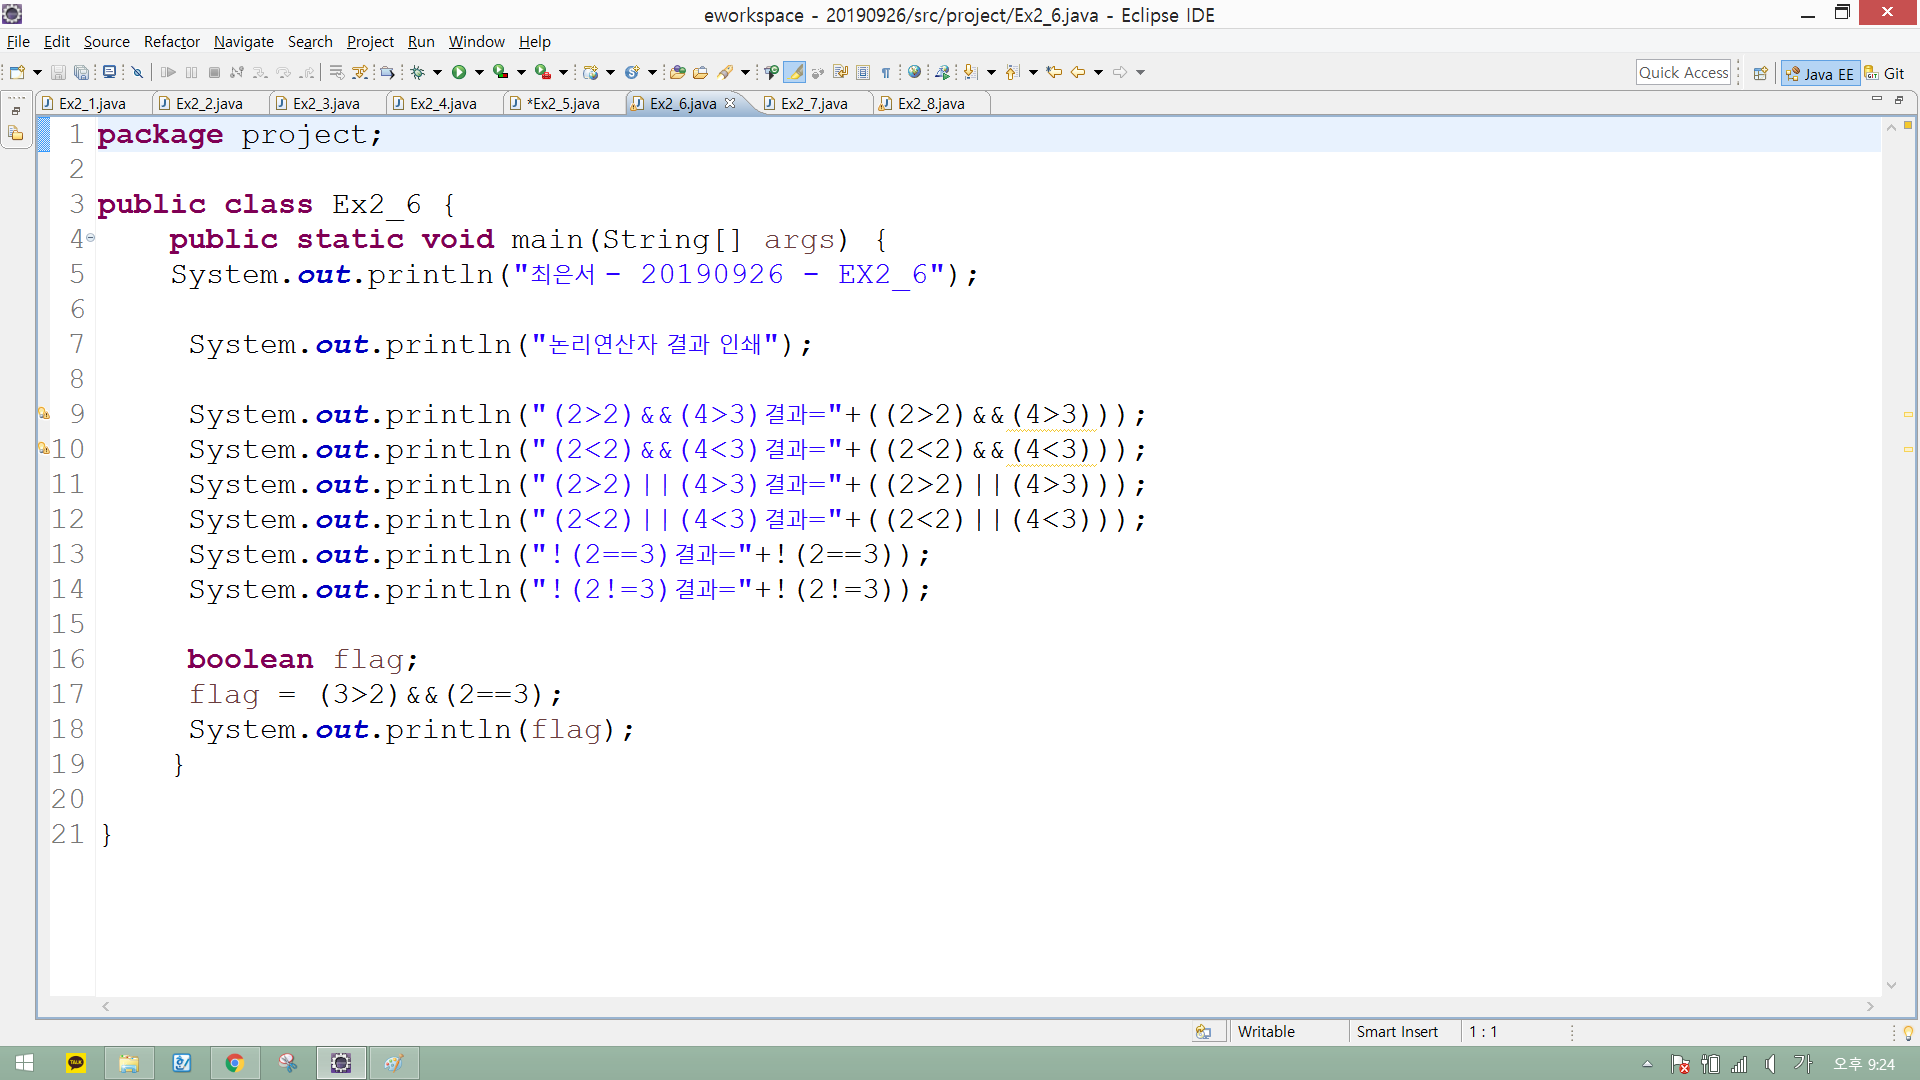 eworkspace - 20190926/src/project/Ex2_6.java - Eclipse IDE
File Edit Source Refactor Navigate Search Project Run Window Help
Quick Access Java EE Git
Ex2_1.java Ex2_2.java Ex2_3.java Ex2_4.java *Ex2_5.java Ex2_6.java Ex2_7.java Ex2_8.java
1 package project;
2
3 public class Ex2_6 {
4 public static void main(String[] args) {
5 System.out.println("최은서 - 20190926 - EX2_6");
6
7 System.out.println("논리연산자 결과 인쇄");
8
9 System.out.println("(2>2)&&(4>3)결과="+((2>2)&&(4>3)));
10 System.out.println("(2<2)&&(4<3)결과="+((2<2)&&(4<3)));
11 System.out.println("(2>2)||(4>3)결과="+((2>2)||(4>3)));
12 System.out.println("(2<2)||(4<3)결과="+((2<2)||(4<3)));
13 System.out.println("!(2==3)결과="+!(2==3));
14 System.out.println("!(2!=3)결과="+!(2!=3));
15
16 boolean flag;
17 flag = (3>2)&&(2==3);
18 System.out.println(flag);
19 }
20
21 }
Writable Smart Insert 1 : 1
TALK 가 오후 9:24